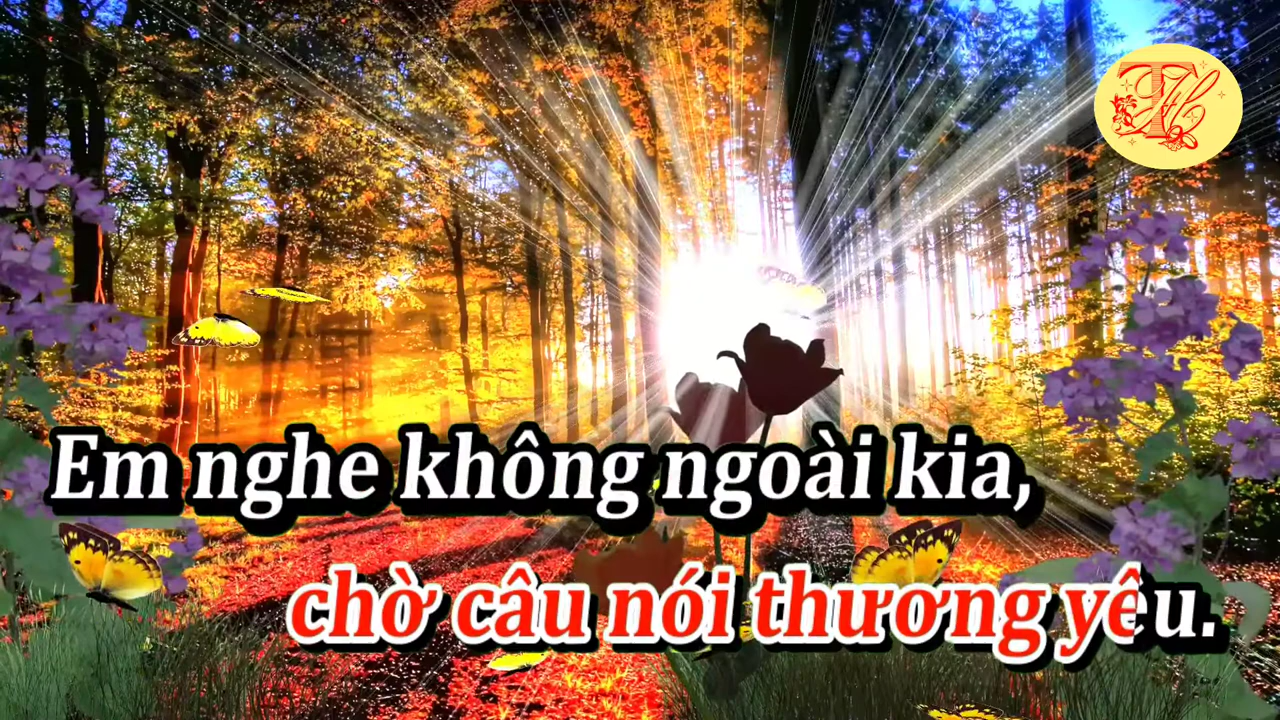 Em nghe không ngoài kia,
chờ câu nói thương yêu.